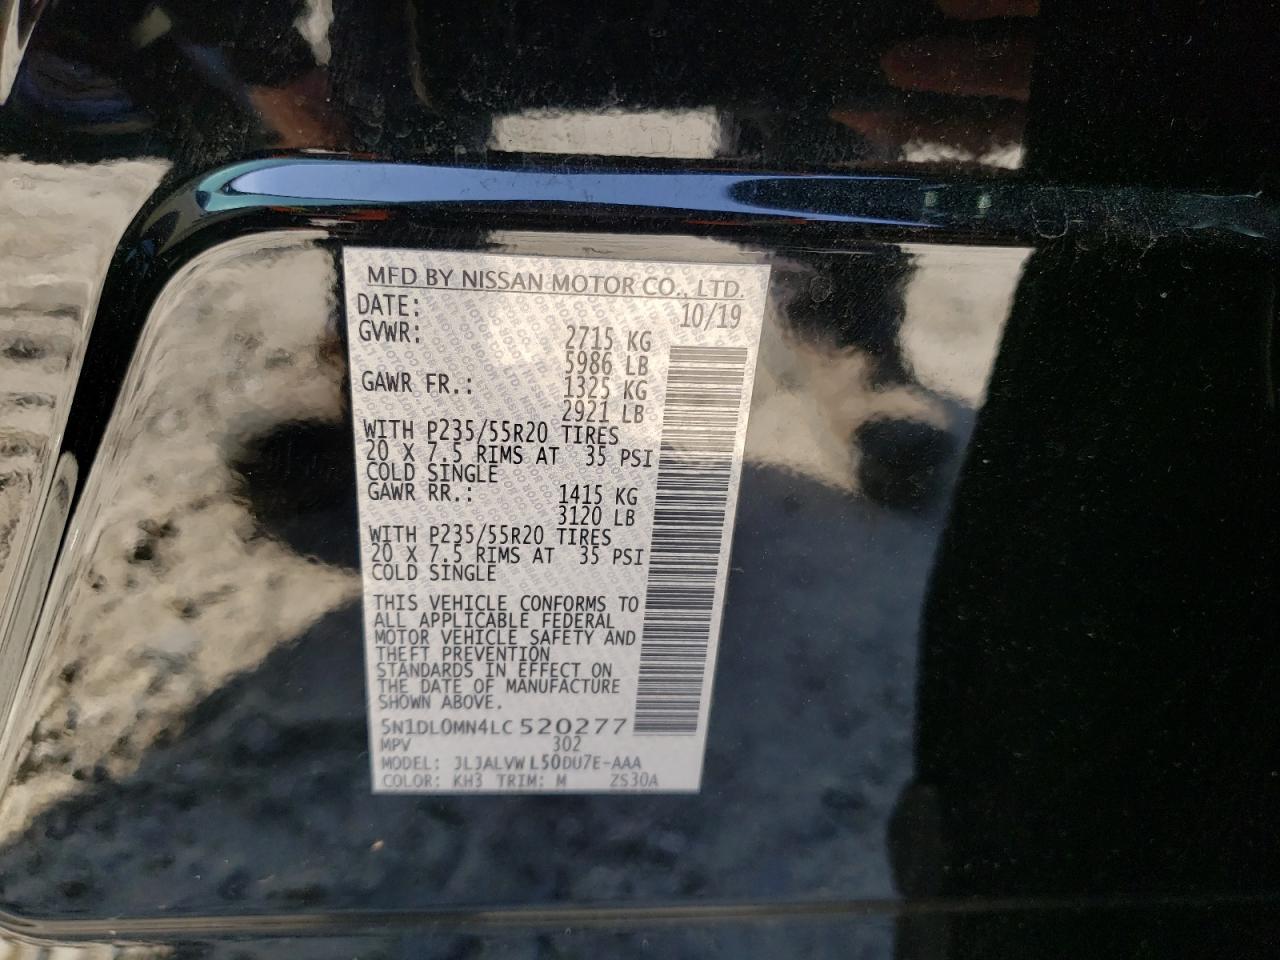 MFD BY NISSAN MOTOR CO., LTD.
DATE: 10/19
GVWR: 2715 KG
5986 LB
GAWR FR.: 1325 KG
2921 LB
WITH P235/55R20 TIRES
20 X 7.5 RIMS AT 35 PSI
COLD SINGLE
GAWR RR.: 1415 KG
3120 LB
WITH P235/55R20 TIRES
20 X 7.5 RIMS AT 35 PSI
COLD SINGLE
THIS VEHICLE CONFORMS TO
ALL APPLICABLE FEDERAL
MOTOR VEHICLE SAFETY AND
THEFT PREVENTION
STANDARDS IN EFFECT ON
THE DATE OF MANUFACTURE
SHOWN ABOVE.
5N1DL0MN4LC520277
MPV 302
MODEL: JLJALVWL50DU7E-AAA
COLOR: KH3 TRIM: M ZS30A